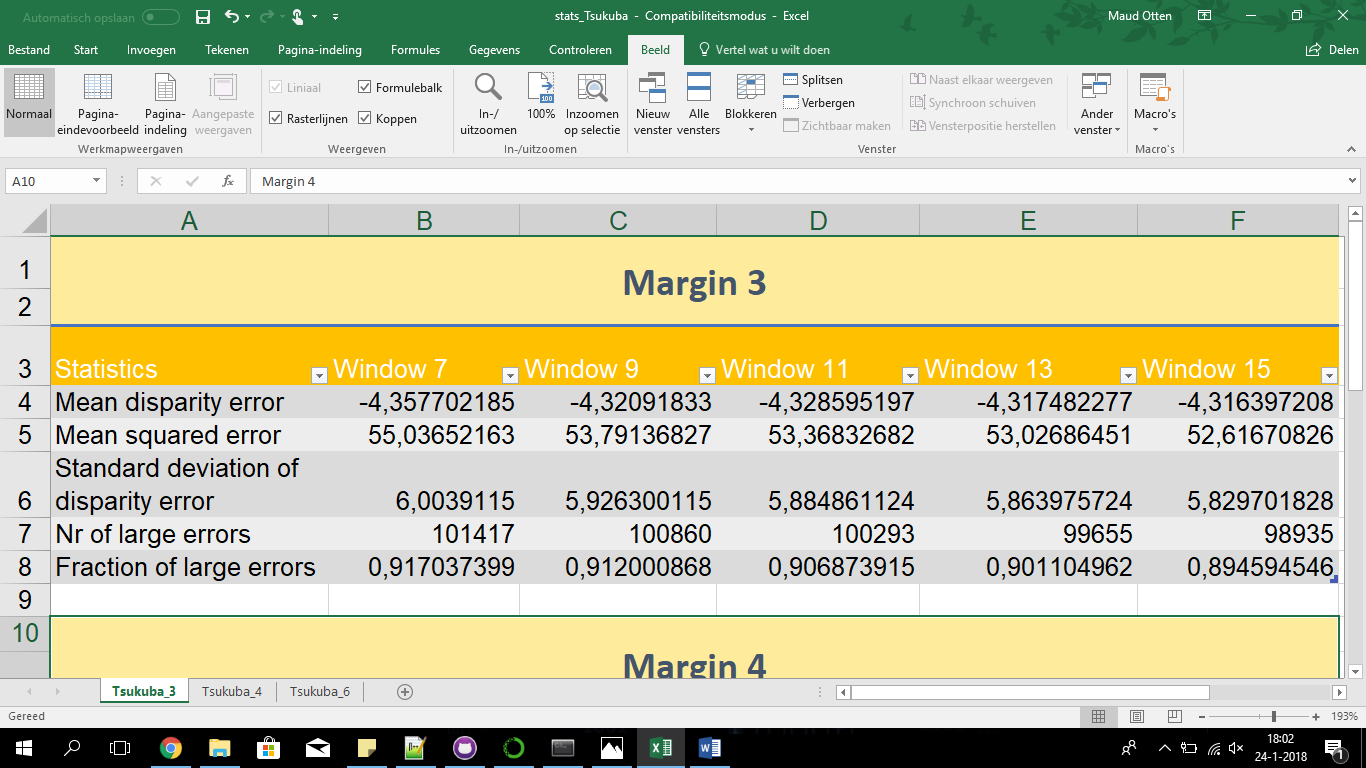 Automatisch opslaan
stats_Tsukuba - Compatibiliteitsmodus - Excel
Maud Otten
Bestand Start Invoegen Tekenen Pagina-indeling Formules Gegevens Controleren Beeld Vertel wat u wilt doen Delen
Normaal
Pagina-eindevoorbeeld
Pagina-indeling
Aangepaste weergaven
Werkmapweergaven
Liniaal Formulebalk
Rasterlijnen Koppen
Weergeven
In-/uitzoomen
100
100%
Inzoomen op selectie
In-/uitzoomen
Nieuw venster
Alle vensters
Blokkeren
Splitsen
Verbergen
Zichtbaar maken
Naast elkaar weergeven
Synchroon schuiven
Vensterpositie herstellen
Ander venster
Venster
Macro's
Macro's
A10 fx Margin 4
A B C D E F
1 Margin 3
2
3 Statistics Window 7 Window 9 Window 11 Window 13 Window 15
4 Mean disparity error -4,357702185 -4,32091833 -4,328595197 -4,317482277 -4,316397208
5 Mean squared error 55,03652163 53,79136827 53,36832682 53,02686451 52,61670826
Standard deviation of
6 disparity error 6,0039115 5,926300115 5,884861124 5,863975724 5,829701828
7 Nr of large errors 101417 100860 100293 99655 98935
8 Fraction of large errors 0,917037399 0,912000868 0,906873915 0,901104962 0,894594546
9
10 Margin 4
Tsukuba_3 Tsukuba_4 Tsukuba_6
Gereed 193%
18:02
24-1-2018
1